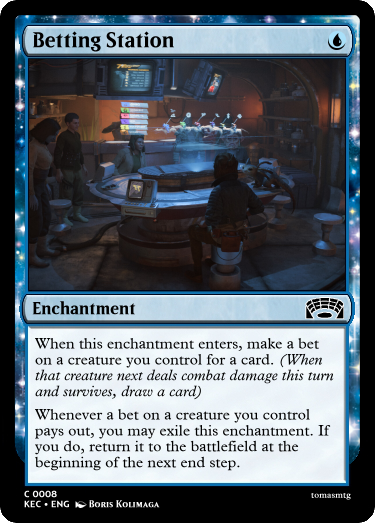 Betting Station
Enchantment
When this enchantment enters, make a bet
on a creature you control for a card. (When
that creature next deals combat damage this turn
and survives, draw a card)
Whenever a bet on a creature you control
pays out, you may exile this enchantment. If
you do, return it to the battlefield at the
beginning of the next end step.
C 0008
KEC • ENG Boris Kolimaga
tomasmtg